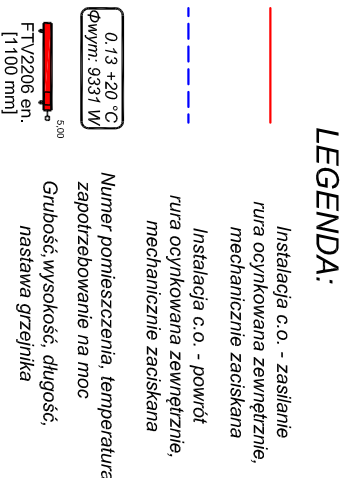 LEGENDA:
Instalacja c.o. - zasilanie
rura ocynkowana zewnętrznie,
mechanicznie zaciskana
Instalacja c.o. - powrót
rura ocynkowana zewnętrznie,
mechanicznie zaciskana
0.13 +20 °C
Φwym: 9331 W
Numer pomieszczenia, temperatura
zapotrzebowanie na moc
5,00
FTV2206 en.
[1100 mm]
Grubość,wysokość, długość,
nastawa grzejnika